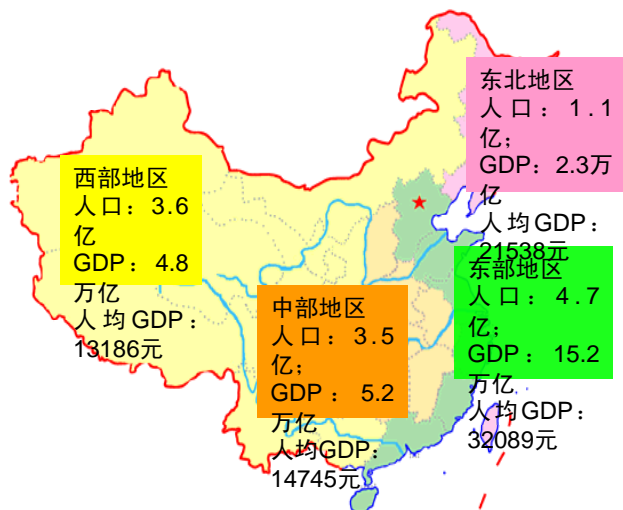 东北地区
人口：1.1
亿；
GDP：2.3万
亿
人均GDP：
21538元
西部地区
人口：3.6
亿
GDP：4.8
万亿
人均GDP：
13186元
东部地区
人口：4.7
亿；
GDP：15.2
万亿
人均GDP：
32089元
中部地区
人口：3.5
亿；
GDP：5.2
万亿
人均GDP：
14745元